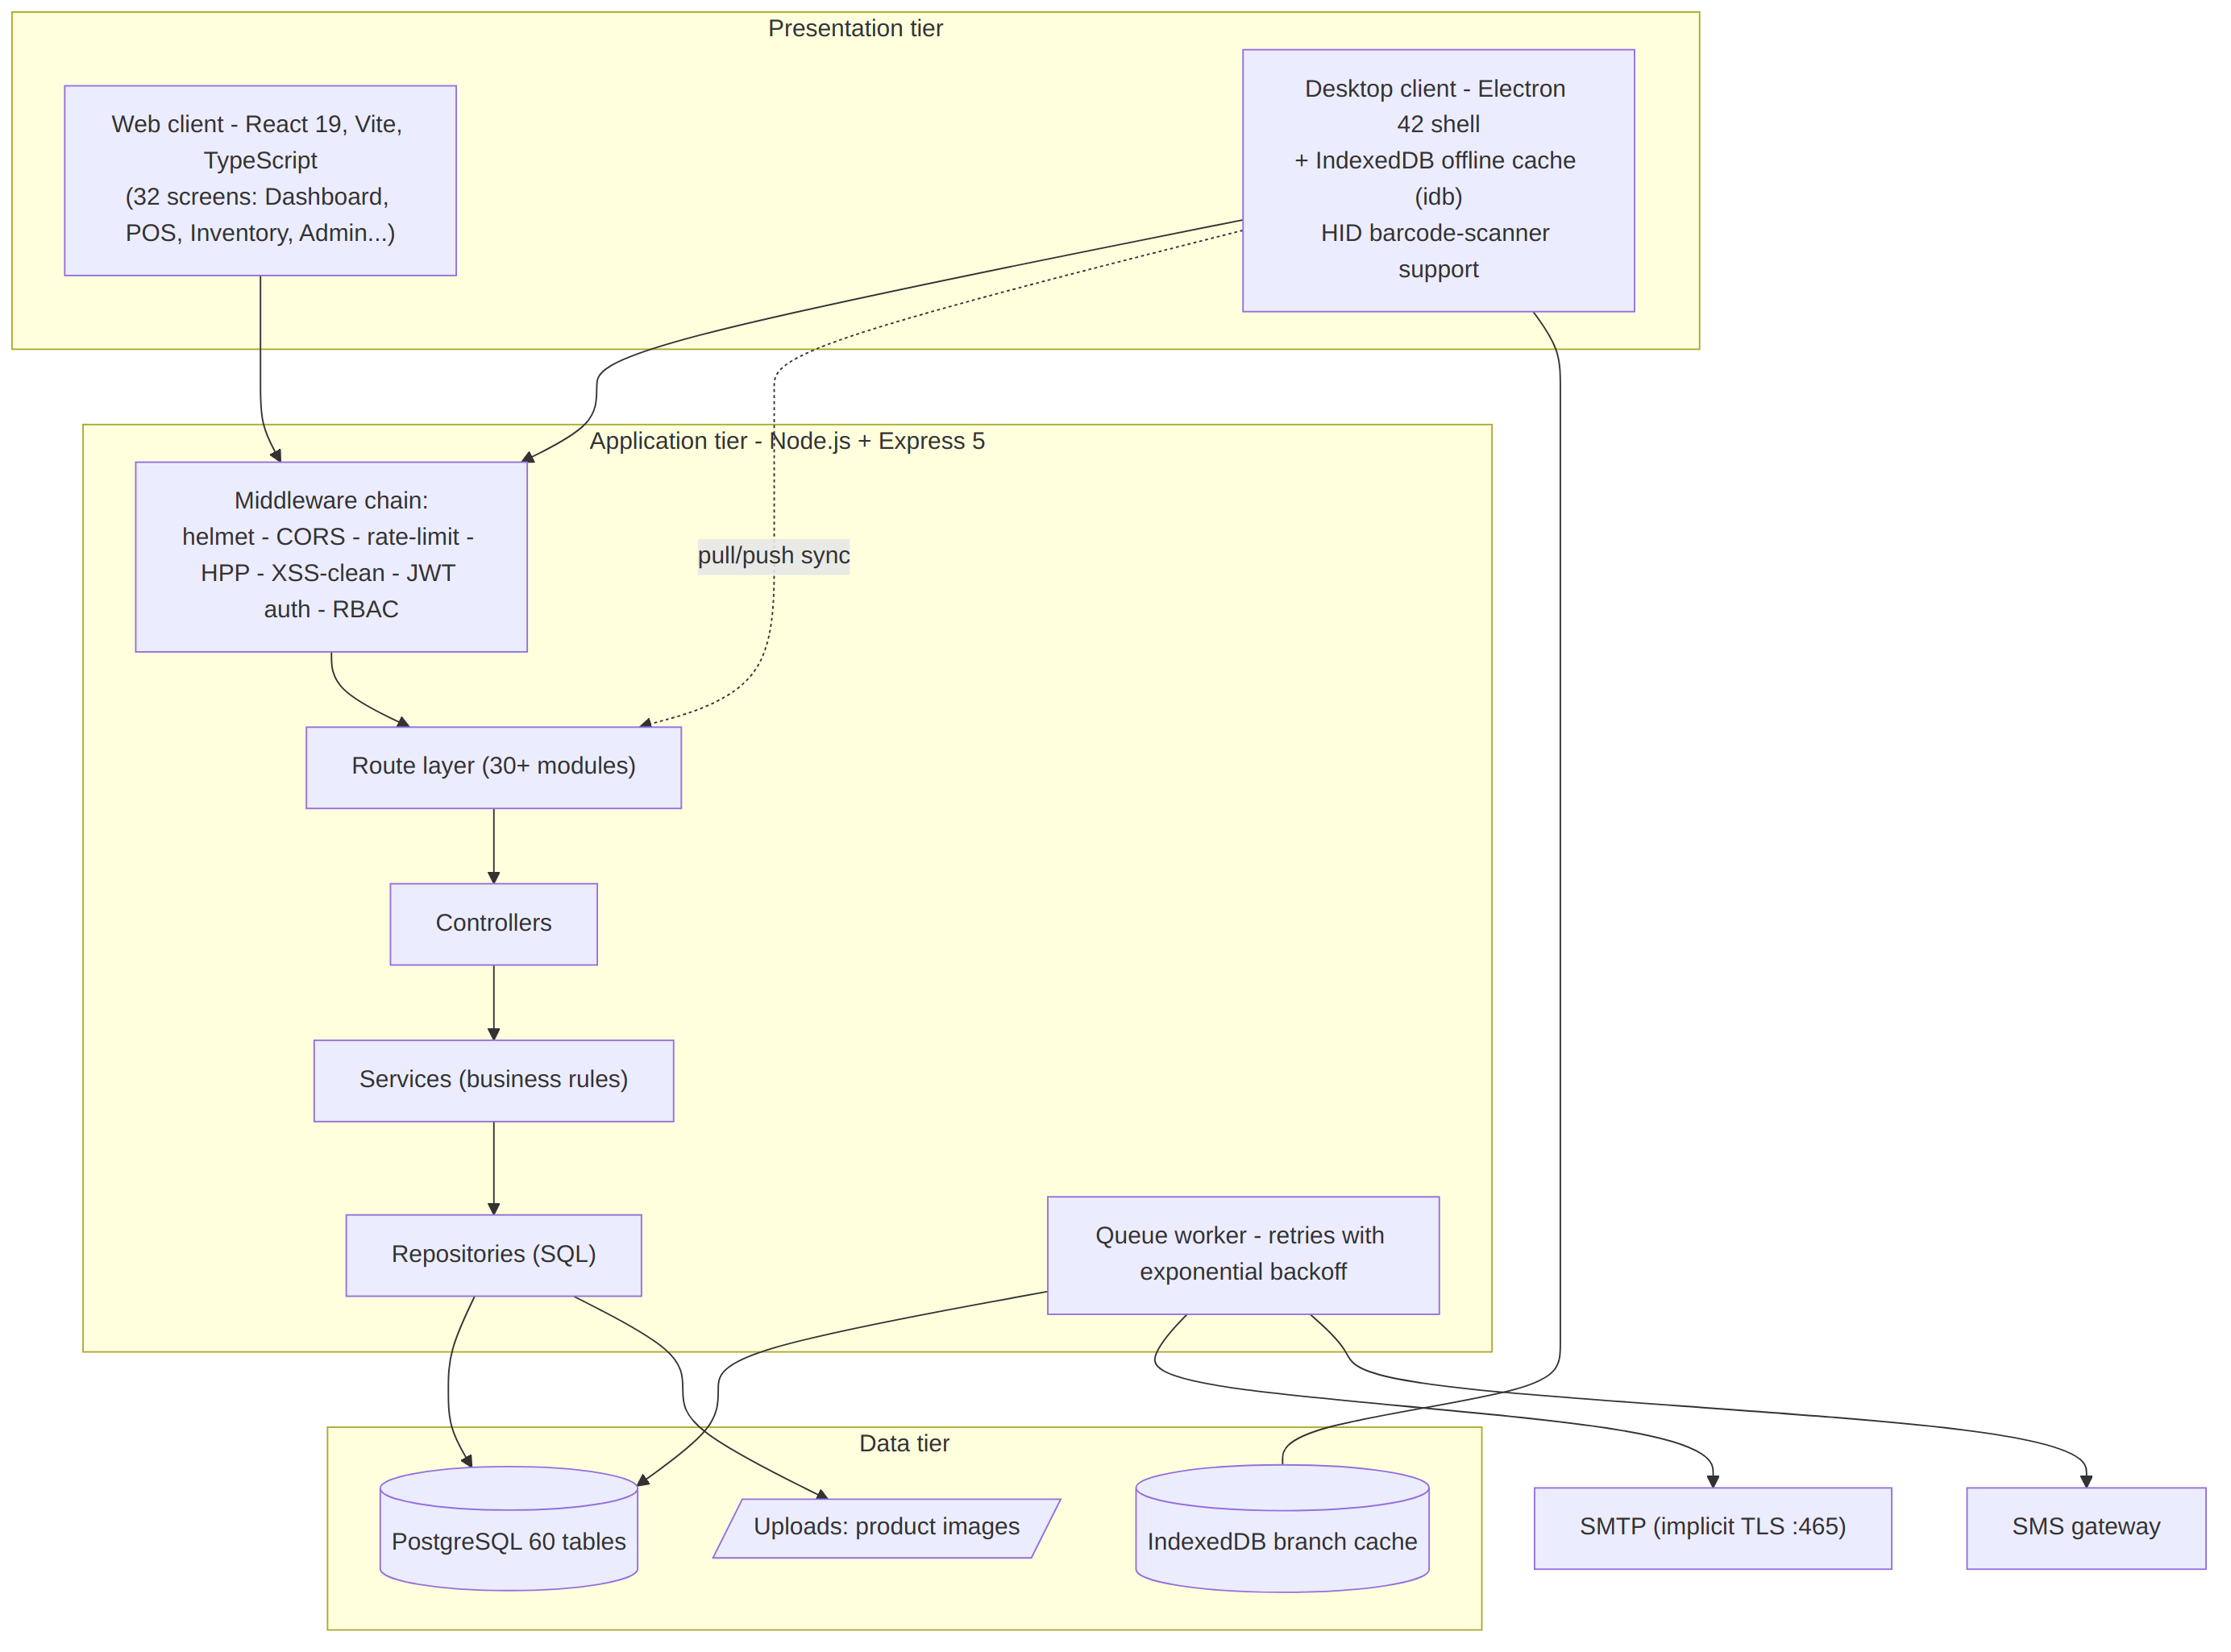 Presentation tier
Web client - React 19, Vite,
TypeScript
(32 screens: Dashboard,
POS, Inventory, Admin...)
Desktop client - Electron
42 shell
+ IndexedDB offline cache
(idb)
HID barcode-scanner
support
Application tier - Node.js + Express 5
Middleware chain:
helmet - CORS - rate-limit -
HPP - XSS-clean - JWT
auth - RBAC
pull/push sync
Route layer (30+ modules)
Controllers
Services (business rules)
Repositories (SQL)
Queue worker - retries with
exponential backoff
Data tier
PostgreSQL 60 tables
Uploads: product images
IndexedDB branch cache
SMTP (implicit TLS :465)
SMS gateway